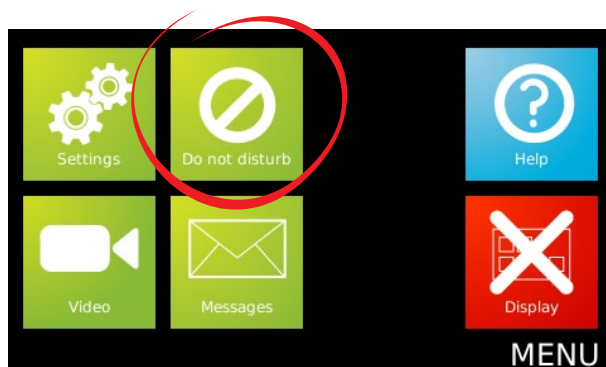 Settings
Do not disturb
Help
Video
Messages
Display
MENU